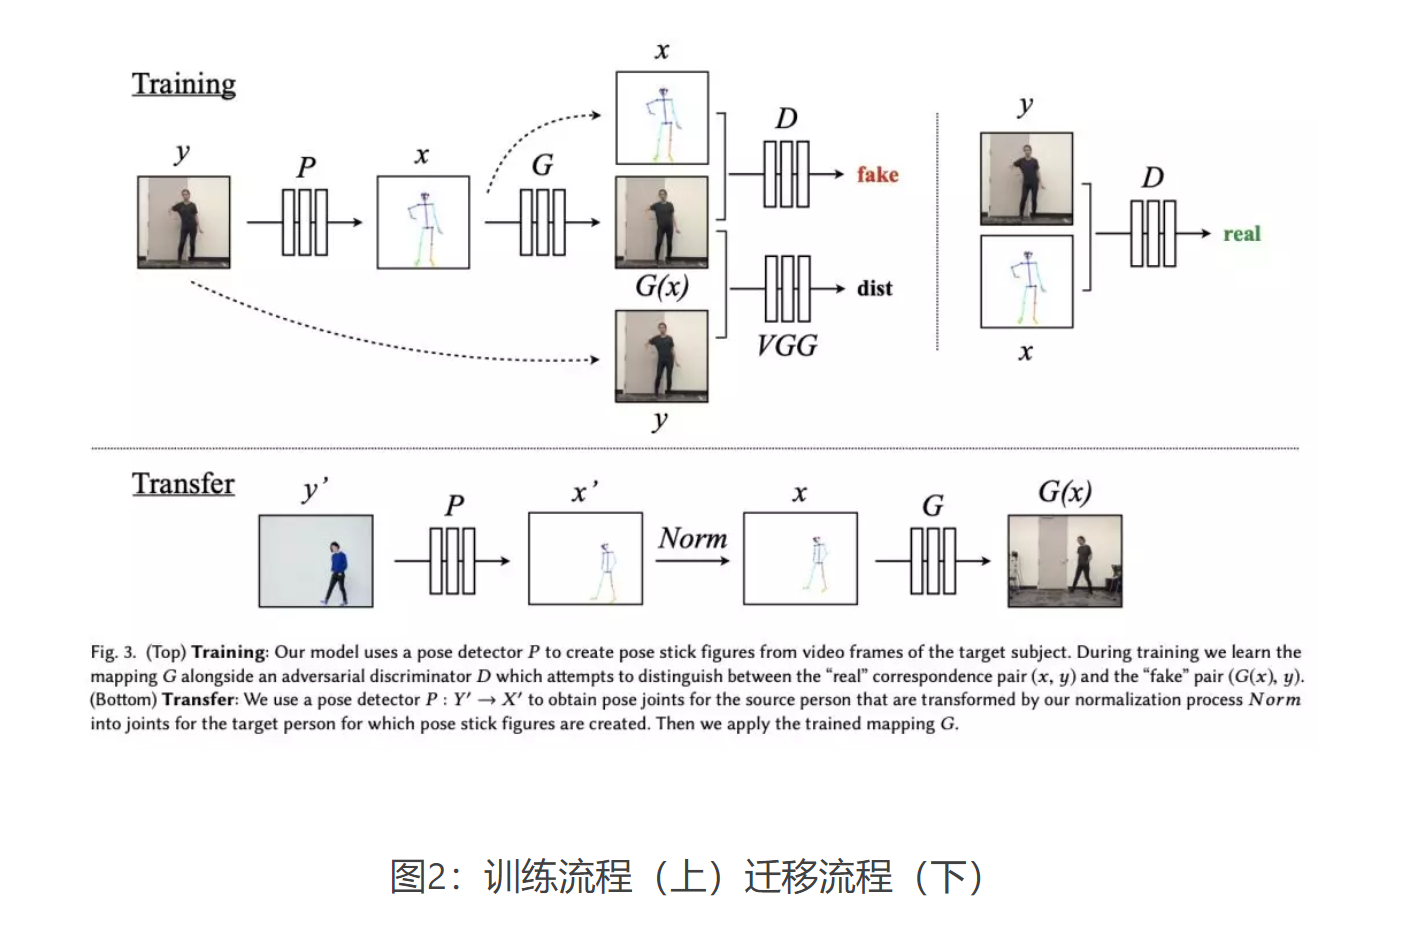 Training
x
y
P
x
G
D
fake
y
D
real
G(x)
dist
VGG
x
y
Transfer
y’
P
x’
Norm
x
G
G(x)
Fig. 3. (Top) Training: Our model uses a pose detector P to create pose stick figures from video frames of the target subject. During training we learn the
mapping G alongside an adversarial discriminator D which attempts to distinguish between the “real” correspondence pair (x, y) and the “fake” pair (G(x), y).
(Bottom) Transfer: We use a pose detector P : Y′ → X′ to obtain pose joints for the source person that are transformed by our normalization process Norm
into joints for the target person for which pose stick figures are created. Then we apply the trained mapping G.
图2：训练流程（上）迁移流程（下）